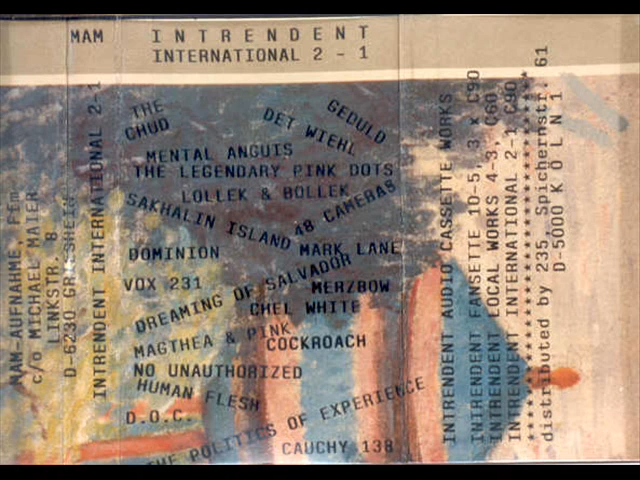 MAM
INTRENDENT
INTERNATIONAL 2 - 1
MAM-AUFNAHME, Ffm
c/o MICHAEL MAIER
LINKSTR. 8
D-6230 GRIESHEIM
INTRENDENT INTERNATIONAL 2-1
THE
CHUD
GEDULD
DET WIEHL
MENTAL ANGUTS
THE LEGENDARY PINK DOTS
LOLLEK & BOLLEK
SAKHALIN ISLAND
48 CAMERAS
DOMINION
MARK LANE
VOX 231
DREAMING OF SALVADOR
MERZBOW
CHEL WHITE
MAGTHEA & PINK
COCKROACH
NO UNAUTHORIZED
HUMAN FLESH
D.O.C.
THE POLITICS OF EXPERIENCE
CAUCHY 138
INTRENDENT AUDIO CASSETTE WORKS
INTRENDENT FAMSETTE 10-5, 3 x C90
INTRENDENT LOCAL WORKS 4-3, C60
INTRENDENT INTERNATIONAL 2-1 C90
distributed by 235, Spichernstr. 61
D-5000 KÖLN 1